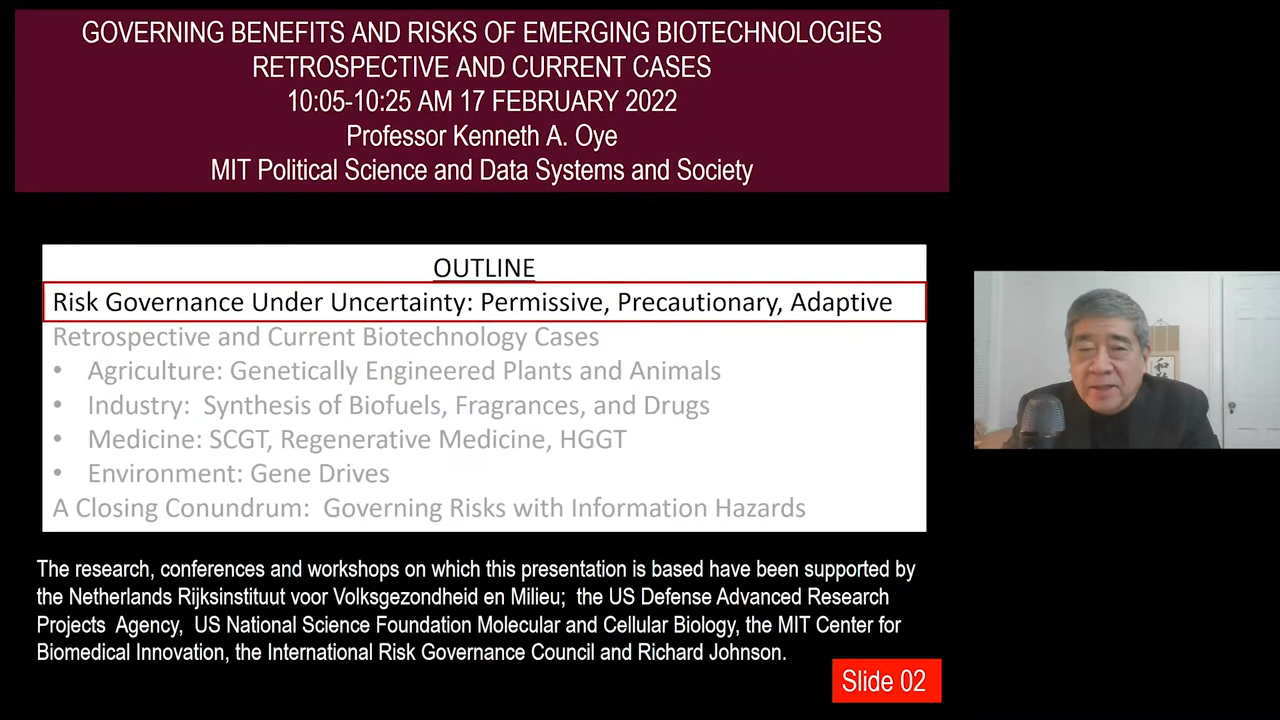 GOVERNING BENEFITS AND RISKS OF EMERGING BIOTECHNOLOGIES
RETROSPECTIVE AND CURRENT CASES
10:05-10:25 AM 17 FEBRUARY 2022
Professor Kenneth A. Oye
MIT Political Science and Data Systems and Society
OUTLINE
Risk Governance Under Uncertainty: Permissive, Precautionary, Adaptive
Retrospective and Current Biotechnology Cases
• Agriculture: Genetically Engineered Plants and Animals
• Industry: Synthesis of Biofuels, Fragrances, and Drugs
• Medicine: SCGT, Regenerative Medicine, HGGT
• Environment: Gene Drives
A Closing Conundrum: Governing Risks with Information Hazards
The research, conferences and workshops on which this presentation is based have been supported by
the Netherlands Rijksinstituut voor Volksgezondheid en Milieu; the US Defense Advanced Research
Projects Agency, US National Science Foundation Molecular and Cellular Biology, the MIT Center for
Biomedical Innovation, the International Risk Governance Council and Richard Johnson.
Slide 02
和